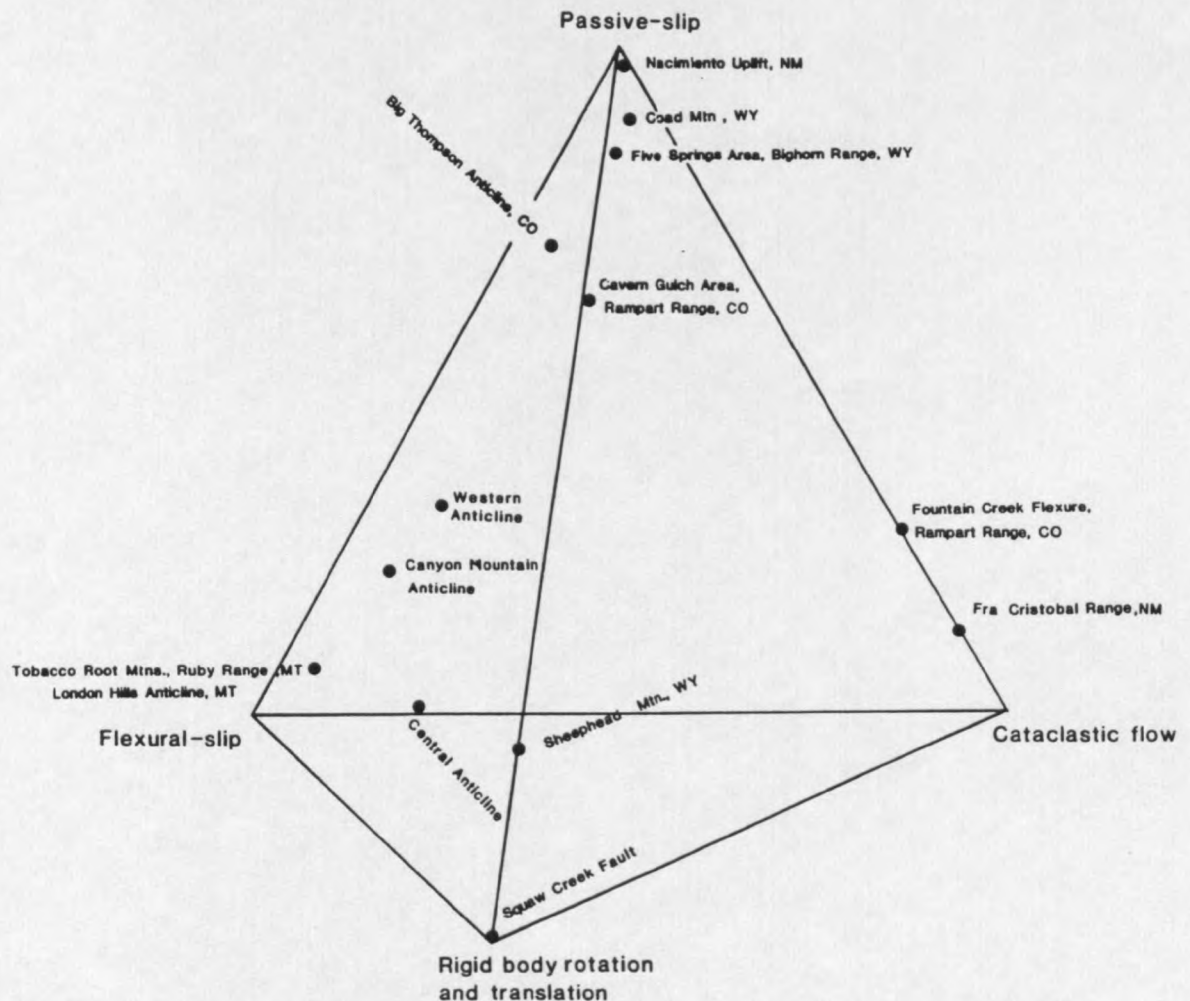 Passive-slip
Nacimiento Uplift, NM
Coad Mtn , WY
Five Springs Area, Bighorn Range, WY
Big Thompson Anticline, CO
Cavern Gulch Area,
Rampart Range, CO
Western
Anticline
Canyon Mountain
Anticline
Fountain Creek Flexure,
Rampart Range, CO
Fra Cristobal Range,NM
Tobacco Root Mtns., Ruby Range ,MT
London Hills Anticline, MT
Flexural-slip
Central Anticline
Sheephead Mtn., WY
Cataclastic flow
Squaw Creek Fault
Rigid body rotation
and translation